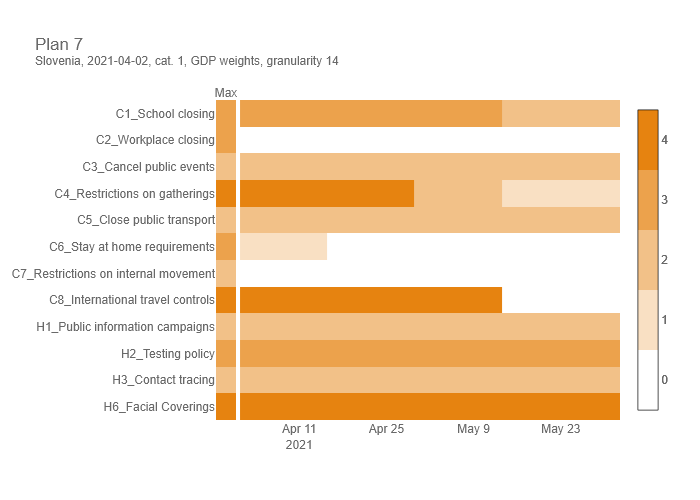 Plan 7
Slovenia, 2021-04-02, cat. 1, GDP weights, granularity 14
Max
C1_School closing
C2_Workplace closing
C3_Cancel public events
C4_Restrictions on gatherings
C5_Close public transport
C6_Stay at home requirements
C7_Restrictions on internal movement
C8_International travel controls
H1_Public information campaigns
H2_Testing policy
H3_Contact tracing
H6_Facial Coverings
Apr 11
2021
Apr 25
May 9
May 23
4
3
2
1
0